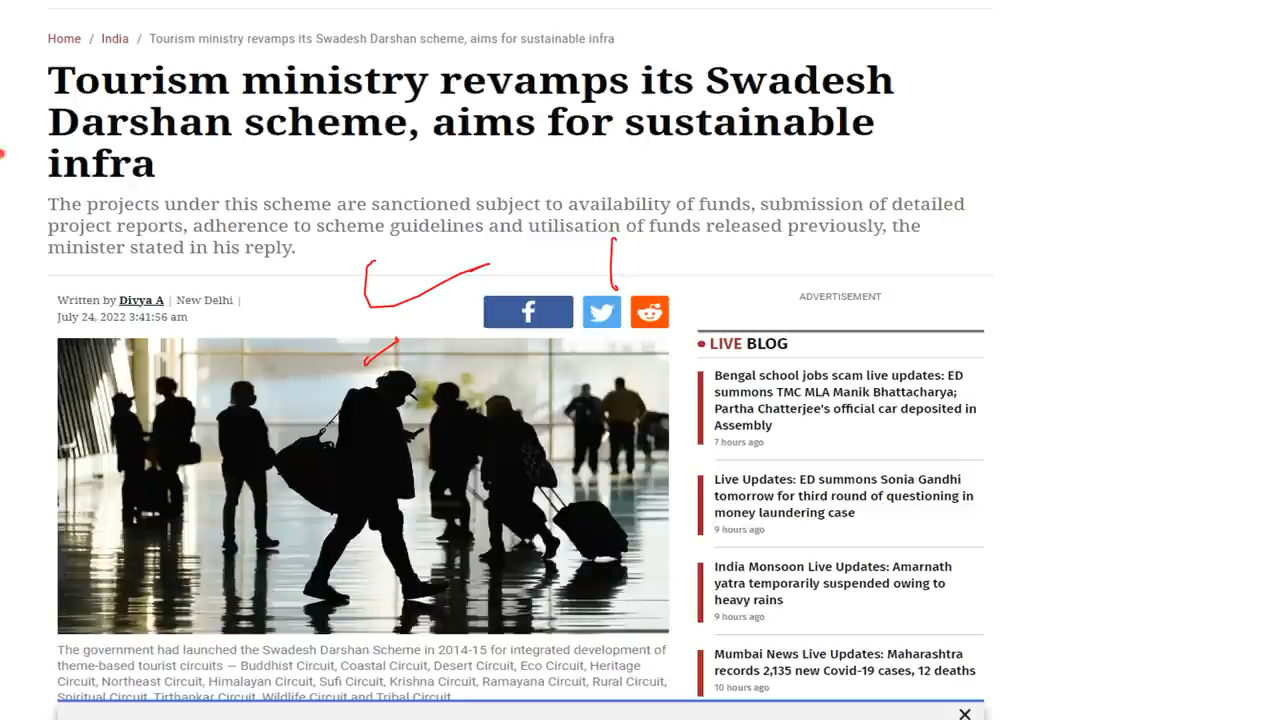 Home / India / Tourism ministry revamps its Swadesh Darshan scheme, aims for sustainable infra
Tourism ministry revamps its Swadesh
Darshan scheme, aims for sustainable
infra
The projects under this scheme are sanctioned subject to availability of funds, submission of detailed
project reports, adherence to scheme guidelines and utilisation of funds released previously, the
minister stated in his reply.
Written by Divya A | New Delhi |
July 24, 2022 3:41:56 am
The government had launched the Swadesh Darshan Scheme in 2014-15 for integrated development of
theme-based tourist circuits — Buddhist Circuit, Coastal Circuit, Desert Circuit, Eco Circuit, Heritage
Circuit, Northeast Circuit, Himalayan Circuit, Sufi Circuit, Krishna Circuit, Ramayana Circuit, Rural Circuit,
Spiritual Circuit, Tirthankar Circuit, Wildlife Circuit and Tribal Circuit
ADVERTISEMENT
LIVE BLOG
Bengal school jobs scam live updates: ED
summons TMC MLA Manik Bhattacharya;
Partha Chatterjee's official car deposited in
Assembly
7 hours ago
Live Updates: ED summons Sonia Gandhi
tomorrow for third round of questioning in
money laundering case
9 hours ago
India Monsoon Live Updates: Amarnath
yatra temporarily suspended owing to
heavy rains
9 hours ago
Mumbai News Live Updates: Maharashtra
records 2,135 new Covid-19 cases, 12 deaths
10 hours ago